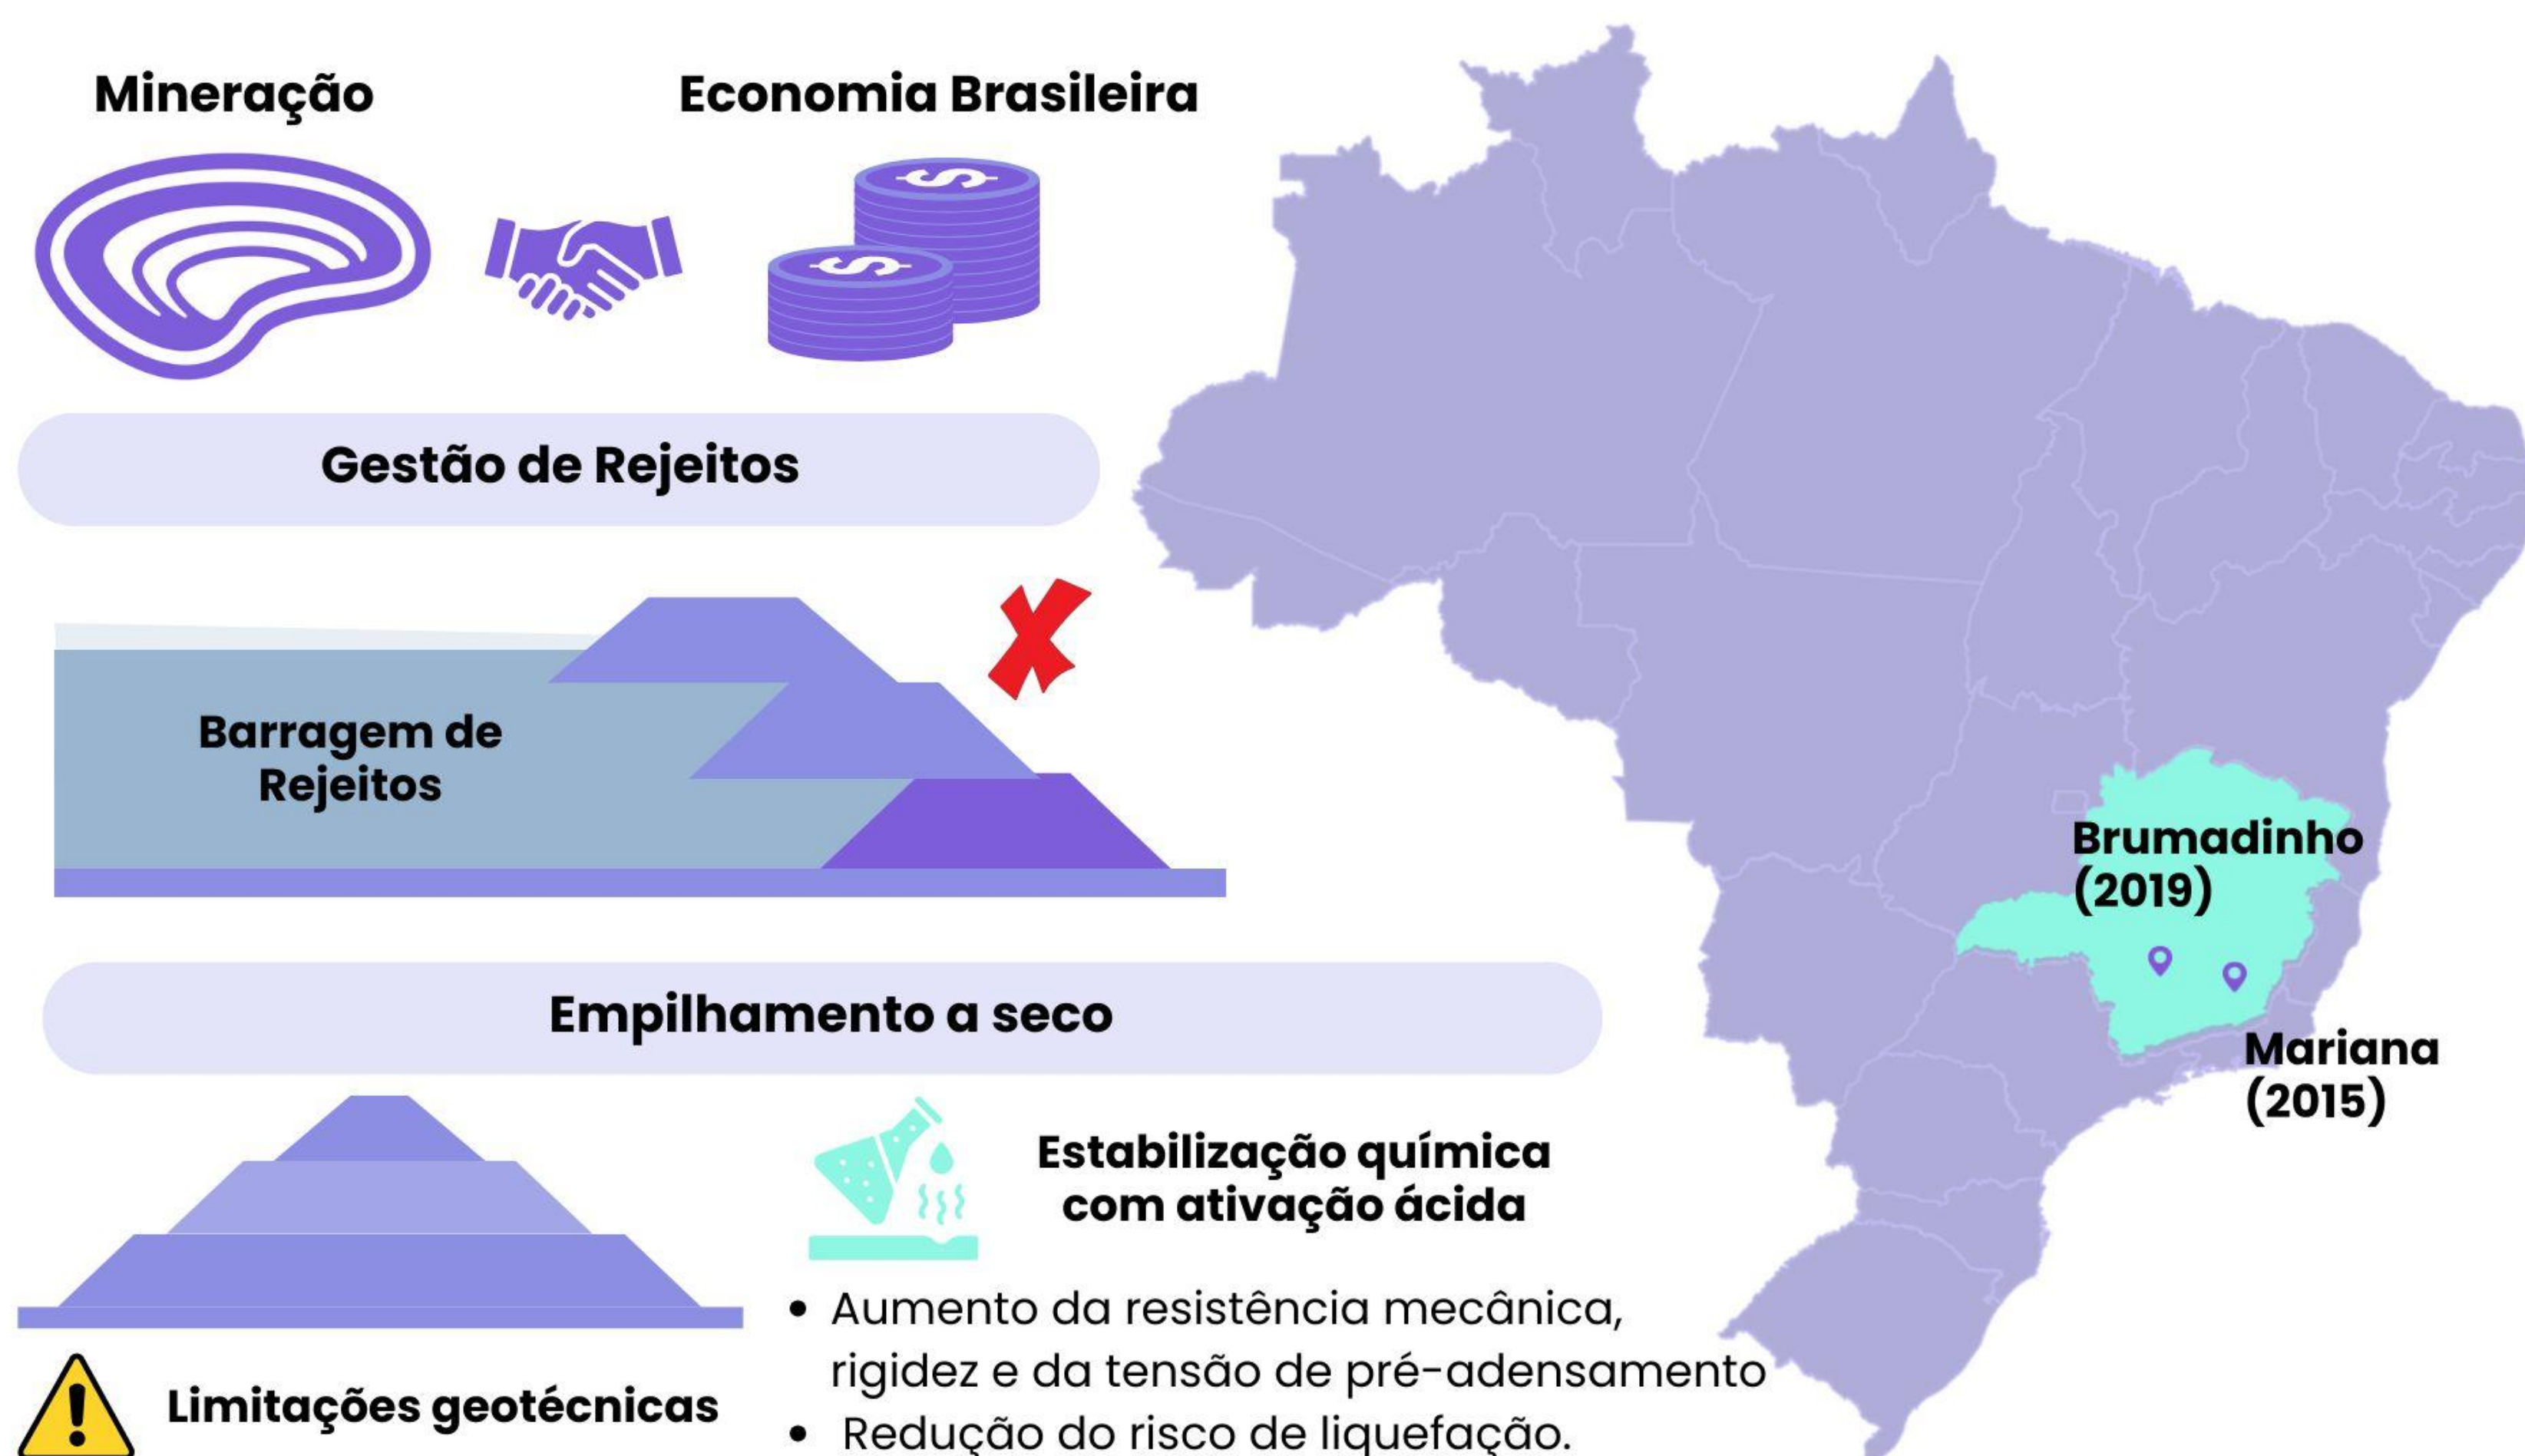 Mineração
Economia Brasileira
Gestão de Rejeitos
Barragem de
Rejeitos
Empilhamento a seco
Limitações geotécnicas
Estabilização química
com ativação ácida
• Aumento da resistência mecânica,
rigidez e da tensão de pré-adensamento
• Redução do risco de liquefação.
Brumadinho
(2019)
Mariana
(2015)